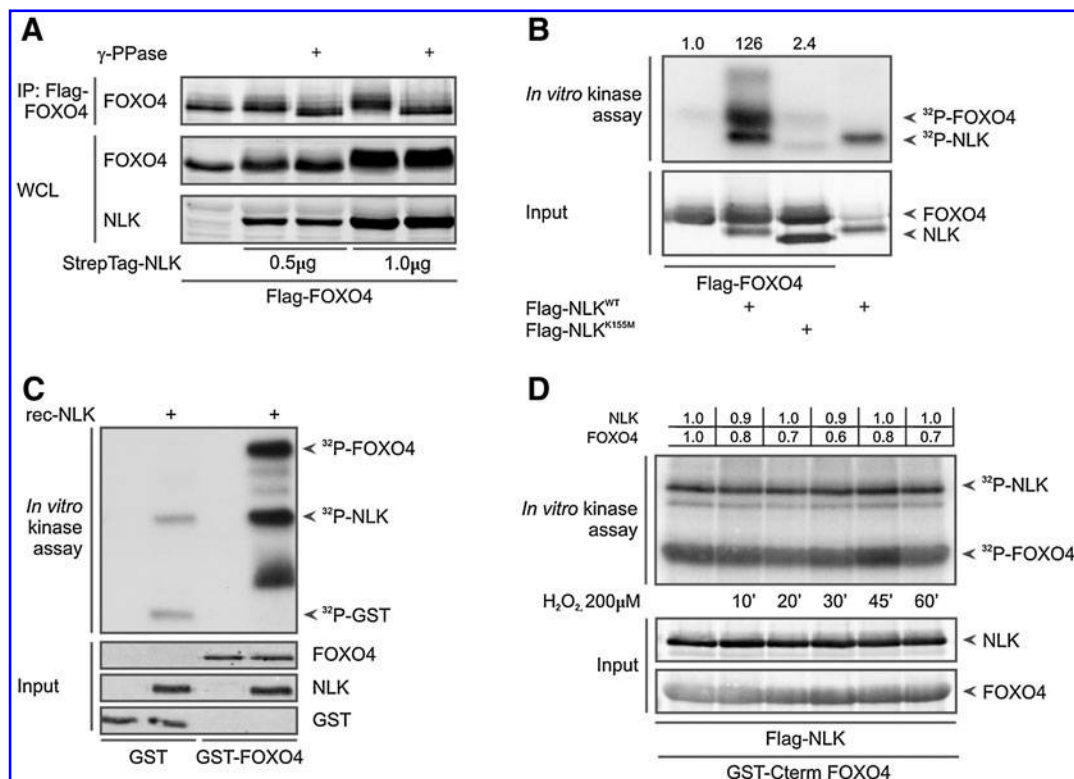 A
γ-PPase + +
IP: Flag-FOXO4
FOXO4
WCL
FOXO4
NLK
StrepTag-NLK 0.5µg 1.0µg
Flag-FOXO4
B
1.0 126 2.4
In vitro kinase assay
³²P-FOXO4
³²P-NLK
Input
FOXO4
NLK
Flag-FOXO4
Flag-NLKᵂᵀ + +
Flag-NLKᴷ¹⁵⁵ᴹ +
C
rec-NLK + +
In vitro kinase assay
³²P-FOXO4
³²P-NLK
³²P-GST
Input
FOXO4
NLK
GST
GST GST-FOXO4
D
NLK 1.0 0.9 1.0 0.9 1.0 1.0
FOXO4 1.0 0.8 0.7 0.6 0.8 0.7
In vitro kinase assay
³²P-NLK
³²P-FOXO4
H₂O₂, 200µM 10' 20' 30' 45' 60'
Input
NLK
FOXO4
Flag-NLK
GST-Cterm FOXO4